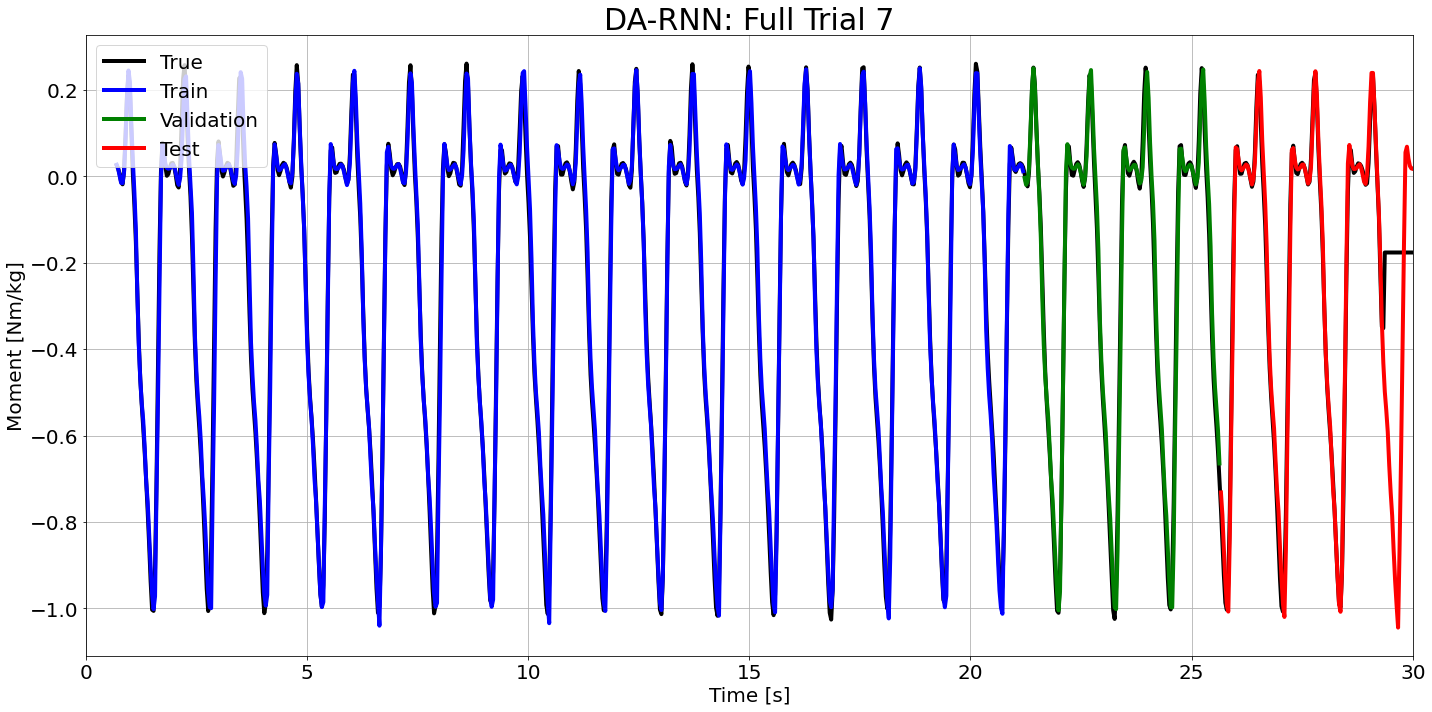 DA-RNN: Full Trial 7
True
Train
Validation
Test
Moment [Nm/kg]
0.2
0.0
−0.2
−0.4
−0.6
−0.8
−1.0
0 5 10 15 20 25 30
Time [s]